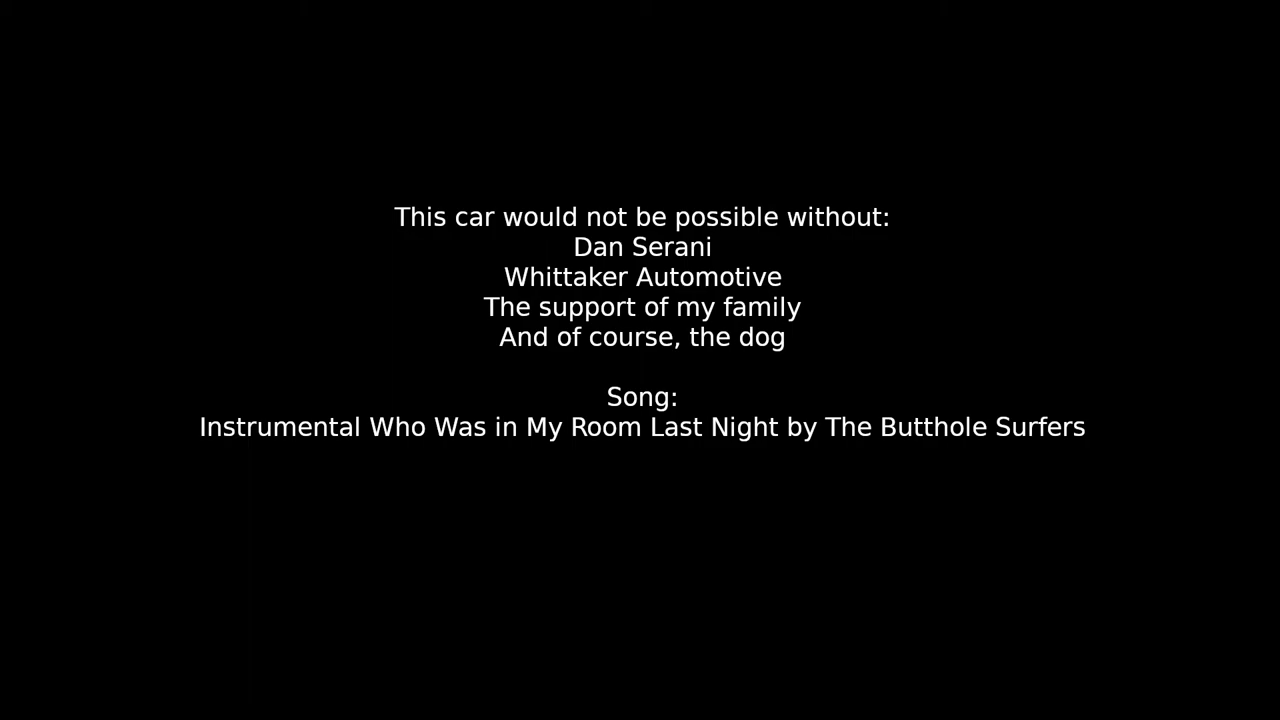 This car would not be possible without:
Dan Serani
Whittaker Automotive
The support of my family
And of course, the dog
Song:
Instrumental Who Was in My Room Last Night by The Butthole Surfers